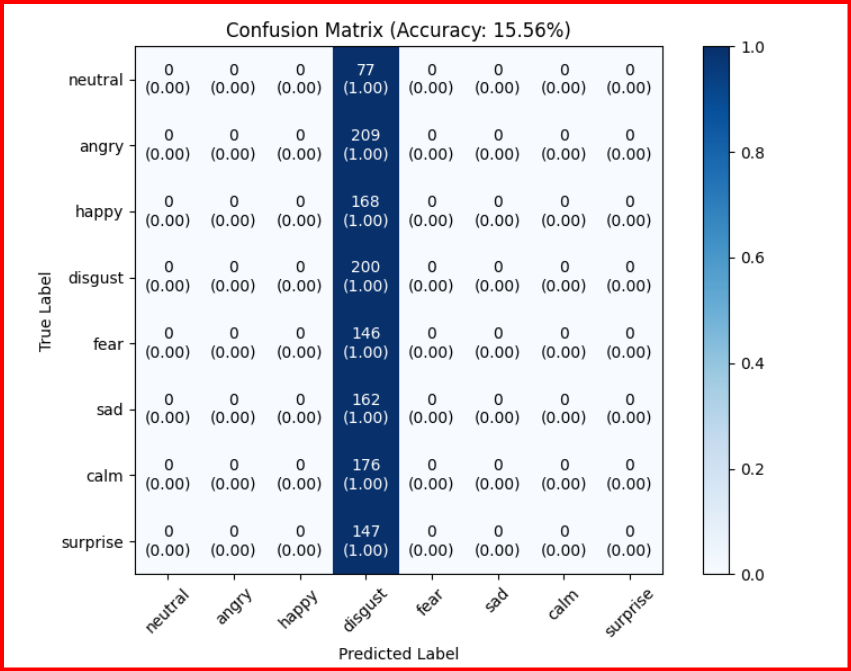 Confusion Matrix (Accuracy: 15.56%)
True Label
neutral 0 0 0 77 0 0 0 0
(0.00) (0.00) (0.00) (1.00) (0.00) (0.00) (0.00) (0.00)
angry 0 0 0 209 0 0 0 0
(0.00) (0.00) (0.00) (1.00) (0.00) (0.00) (0.00) (0.00)
happy 0 0 0 168 0 0 0 0
(0.00) (0.00) (0.00) (1.00) (0.00) (0.00) (0.00) (0.00)
disgust 0 0 0 200 0 0 0 0
(0.00) (0.00) (0.00) (1.00) (0.00) (0.00) (0.00) (0.00)
fear 0 0 0 146 0 0 0 0
(0.00) (0.00) (0.00) (1.00) (0.00) (0.00) (0.00) (0.00)
sad 0 0 0 162 0 0 0 0
(0.00) (0.00) (0.00) (1.00) (0.00) (0.00) (0.00) (0.00)
calm 0 0 0 176 0 0 0 0
(0.00) (0.00) (0.00) (1.00) (0.00) (0.00) (0.00) (0.00)
surprise 0 0 0 147 0 0 0 0
(0.00) (0.00) (0.00) (1.00) (0.00) (0.00) (0.00) (0.00)
neutral angry happy disgust fear sad calm surprise
Predicted Label
1.0
0.8
0.6
0.4
0.2
0.0